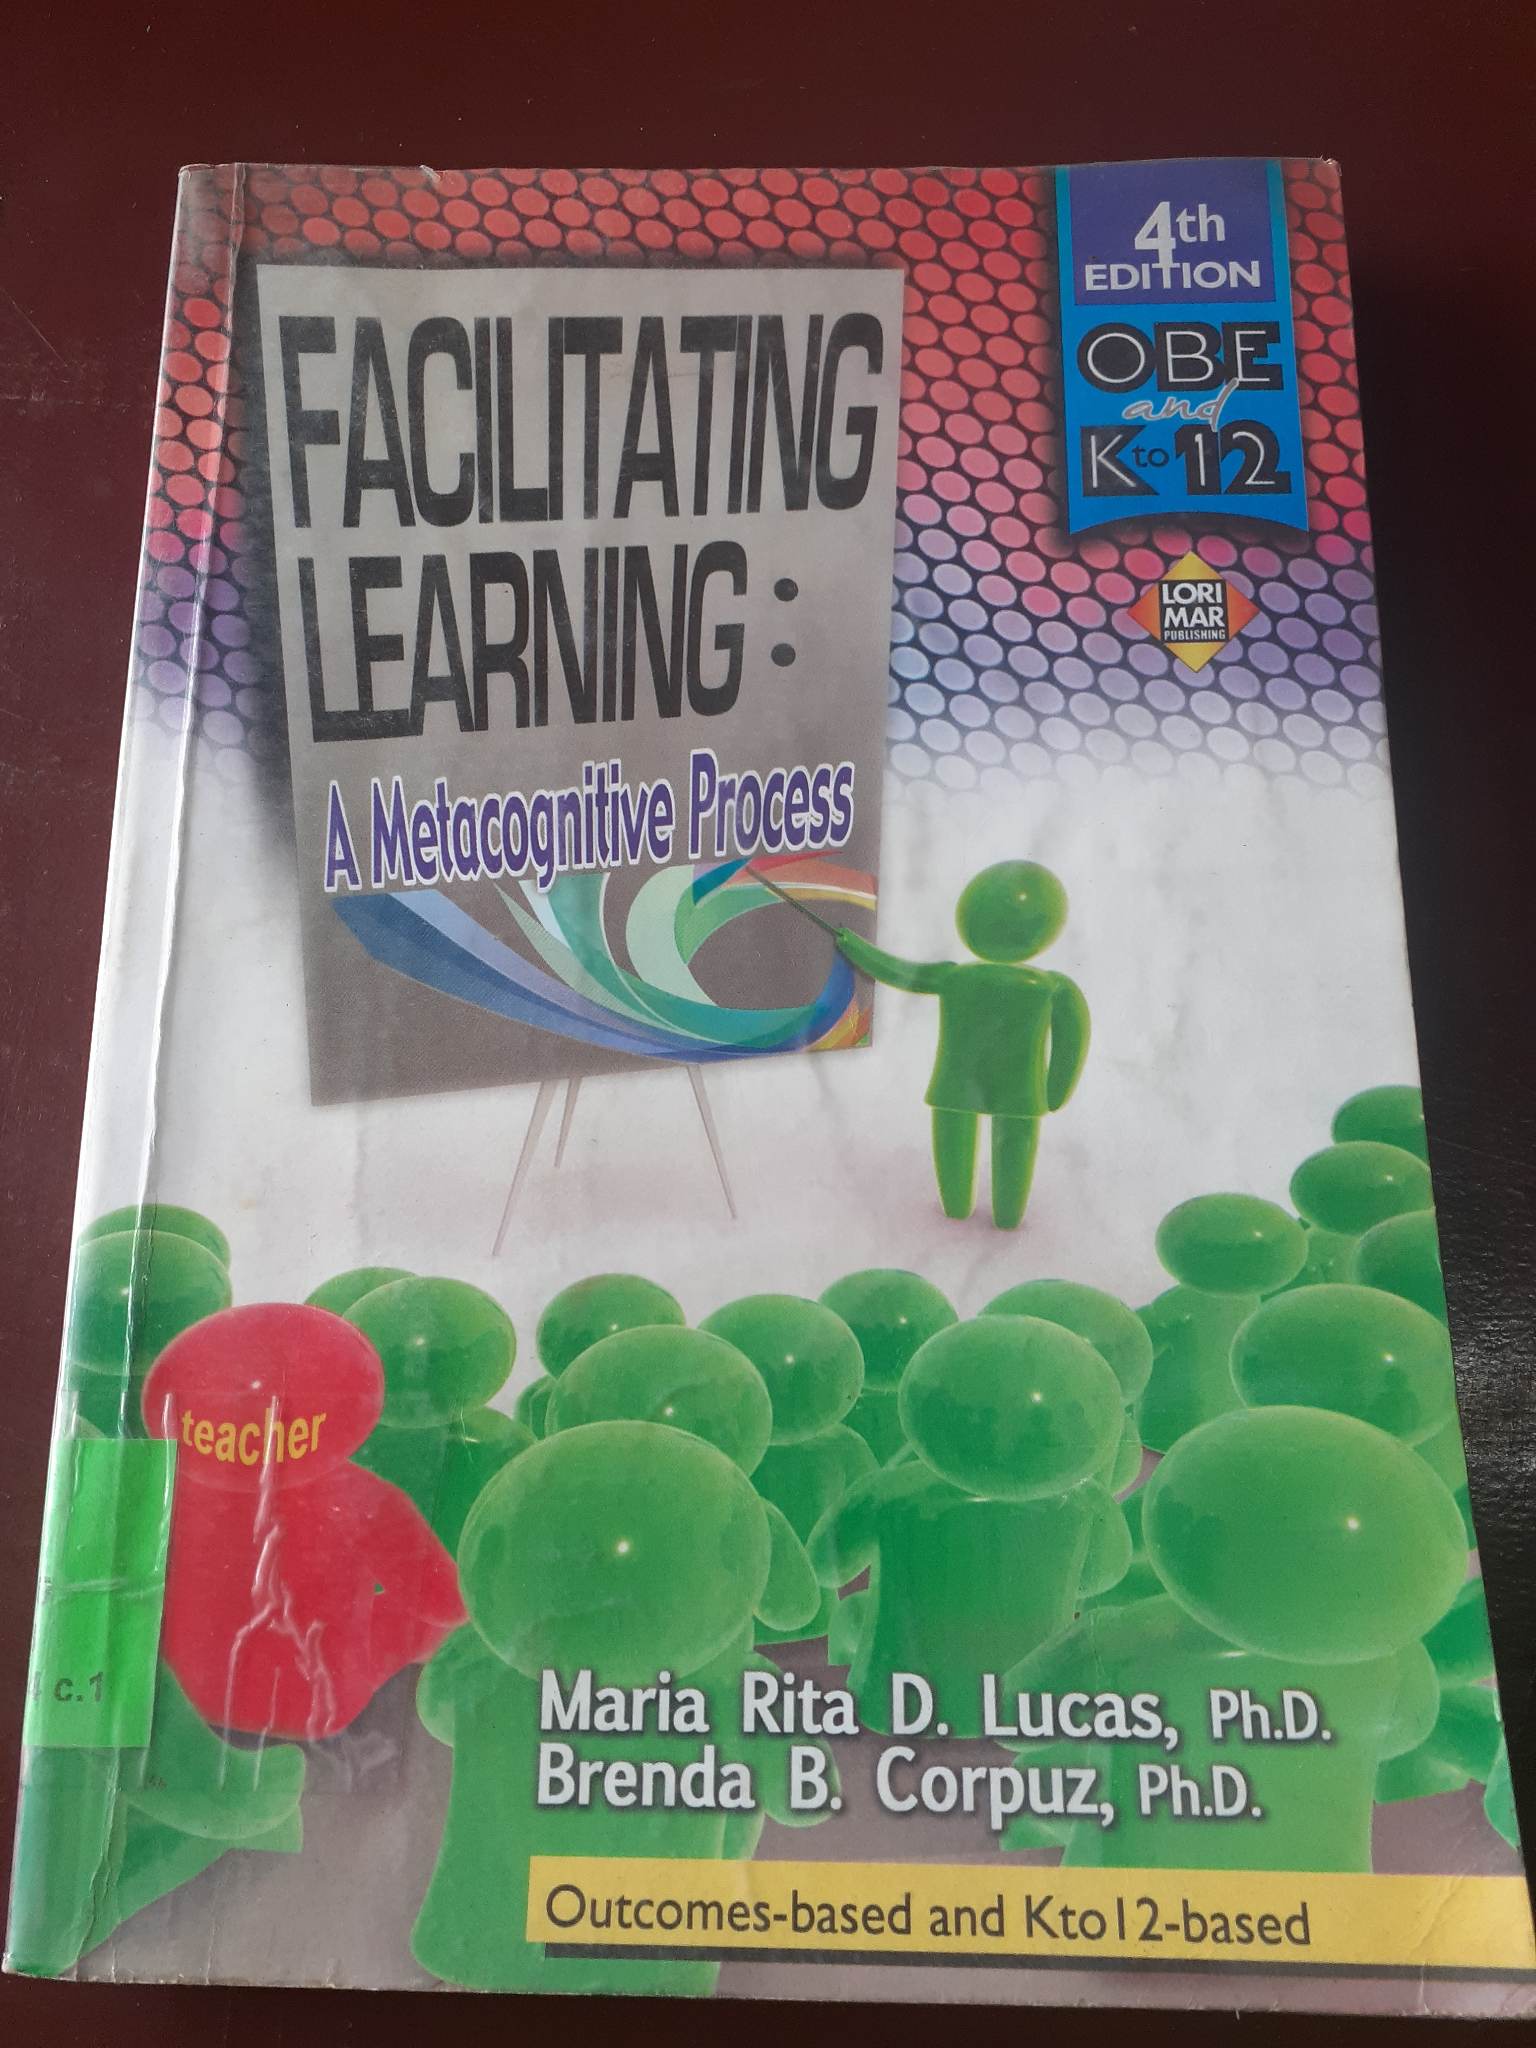 4th
EDITION
OBE
and
K to 12
LORI
MAR
PUBLISHING
FACILITATING
LEARNING:
A Metacognitive Process
teacher
c.1
Maria Rita D. Lucas, Ph.D.
Brenda B. Corpuz, Ph.D.
Outcomes-based and Kto12-based